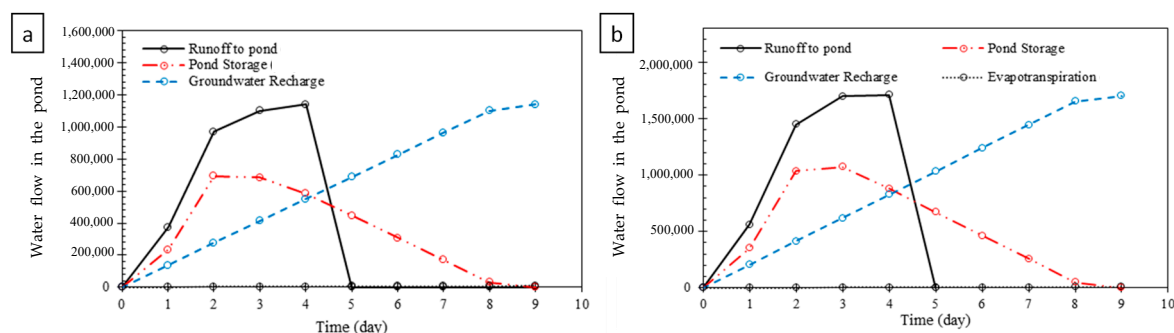 a
1,600,000
1,400,000
1,200,000
1,000,000
800,000
600,000
400,000
200,000
0
Water flow in the pond
Runoff to pond
Pond Storage (
Groundwater Recharge
0 1 2 3 4 5 6 7 8 9 10
Time (day)
b
2,000,000
1,500,000
1,000,000
500,000
0
Water flow in the pond
Runoff to pond Pond Storage
Groundwater Recharge Evapotranspiration
0 1 2 3 4 5 6 7 8 9 10
Time (day)